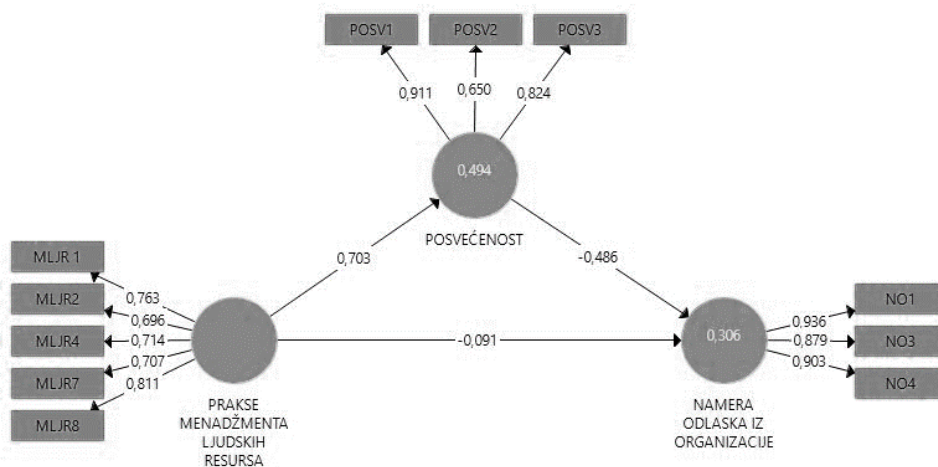 POSV1 POSV2 POSV3
0,911 0,650 0,824
0,494
POSVEĆENOST
0,703 -0,486
MLJR 1
MLJR2
MLJR4
MLJR7
MLJR8
0,763
0,696
0,714
0,707
0,811
-0,091
0,306
0,936
0,879
0,903
NO1
NO3
NO4
PRAKSE
MENADŽMENTA
LJUDSKIH
RESURSA
NAMERA
ODLASKA IZ
ORGANIZACIJE